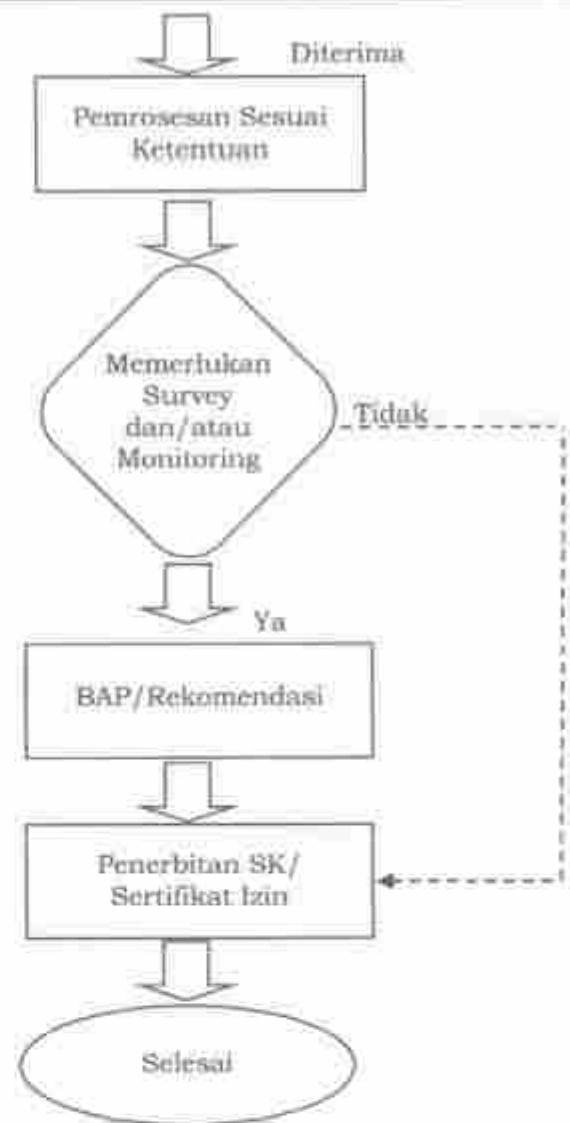 Diterima
Pemrosesan Sesuai
Ketentuan
Memerlukan
Survey
dan/atau
Monitoring
Tidak
Ya
BAP/Rekomendasi
Penerbitan SK/
Sertifikat Izin
Selesai